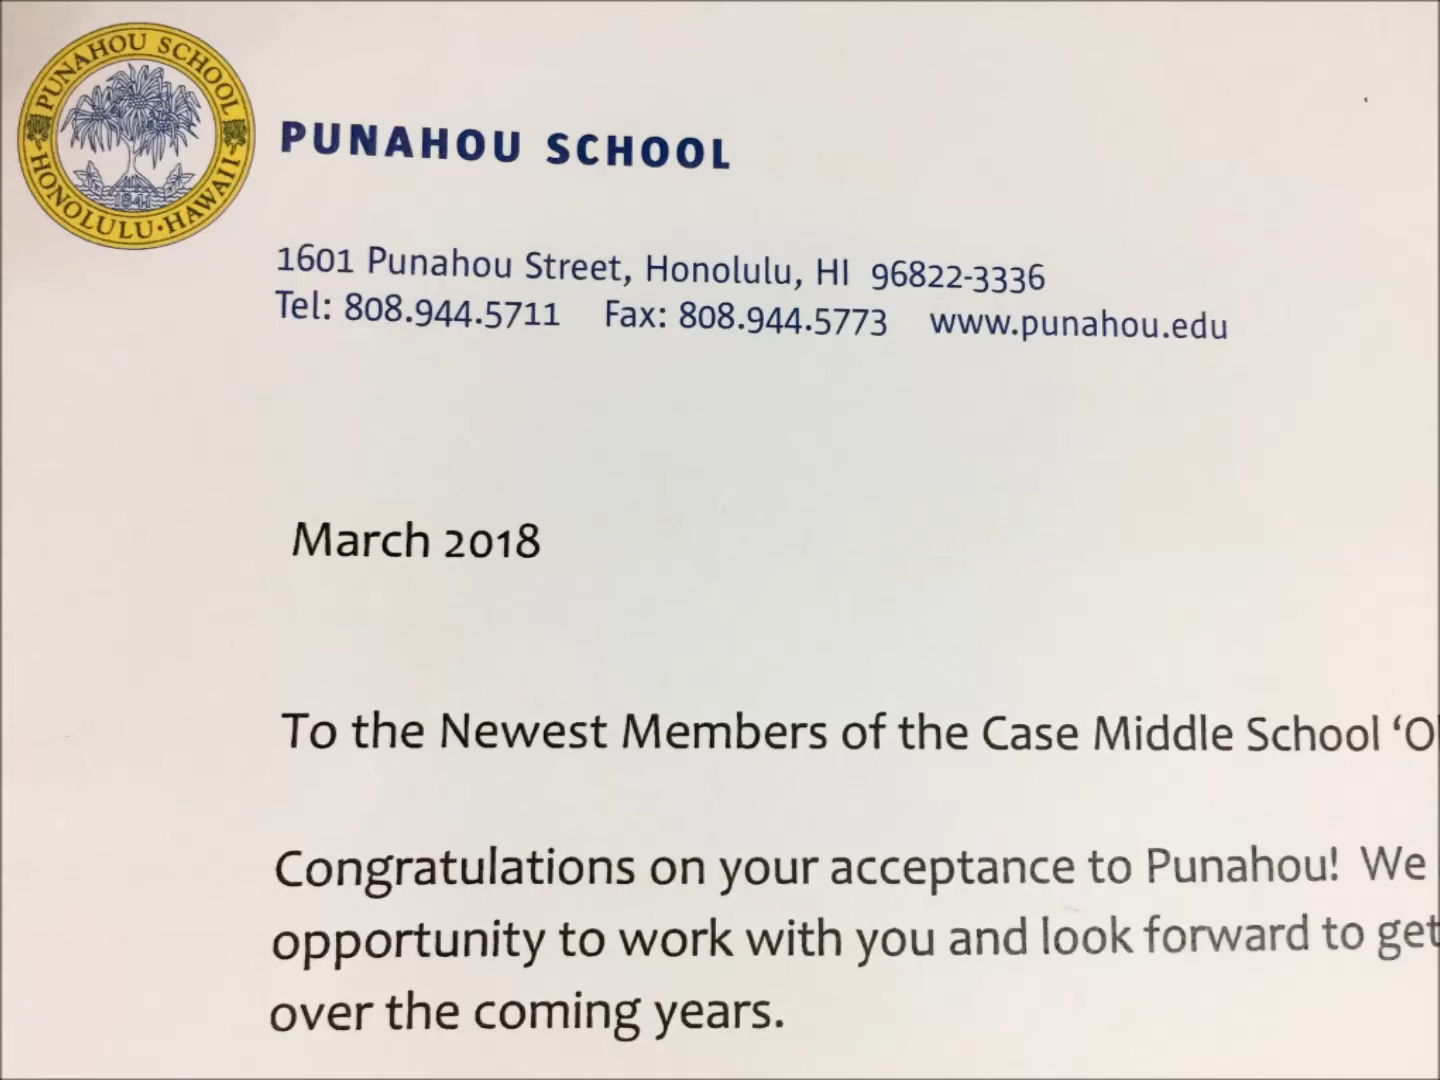 PUNAHOU SCHOOL
HONOLULU·HAWAII
1841
PUNAHOU SCHOOL
1601 Punahou Street, Honolulu, HI 96822-3336
Tel: 808.944.5711 Fax: 808.944.5773 www.punahou.edu
March 2018
To the Newest Members of the Case Middle School
Congratulations on your acceptance to Punahou! We
opportunity to work with you and look forward to get
over the coming years.